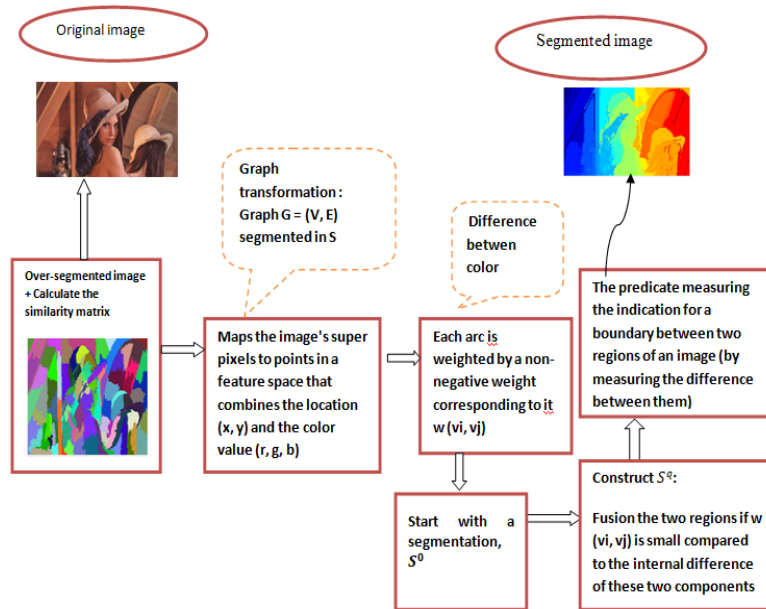 Original image
Segmented image
Graph
transformation :
Graph G = (V, E)
segmented in S
Difference
betwen
color
Over-segmented image
+ Calculate the
similarity matrix
Maps the image's super
pixels to points in a
feature space that
combines the location
(x, y) and the color
value (r, g, b)
Each arc is
weighted by a non-
negative weight
corresponding to it
w (vi, vj)
The predicate measuring
the indication for a
boundary between two
regions of an image (by
measuring the difference
between them)
Start with a
segmentation,
S⁰
Construct S^q:
Fusion the two regions if w
(vi, vj) is small compared
to the internal difference
of these two components